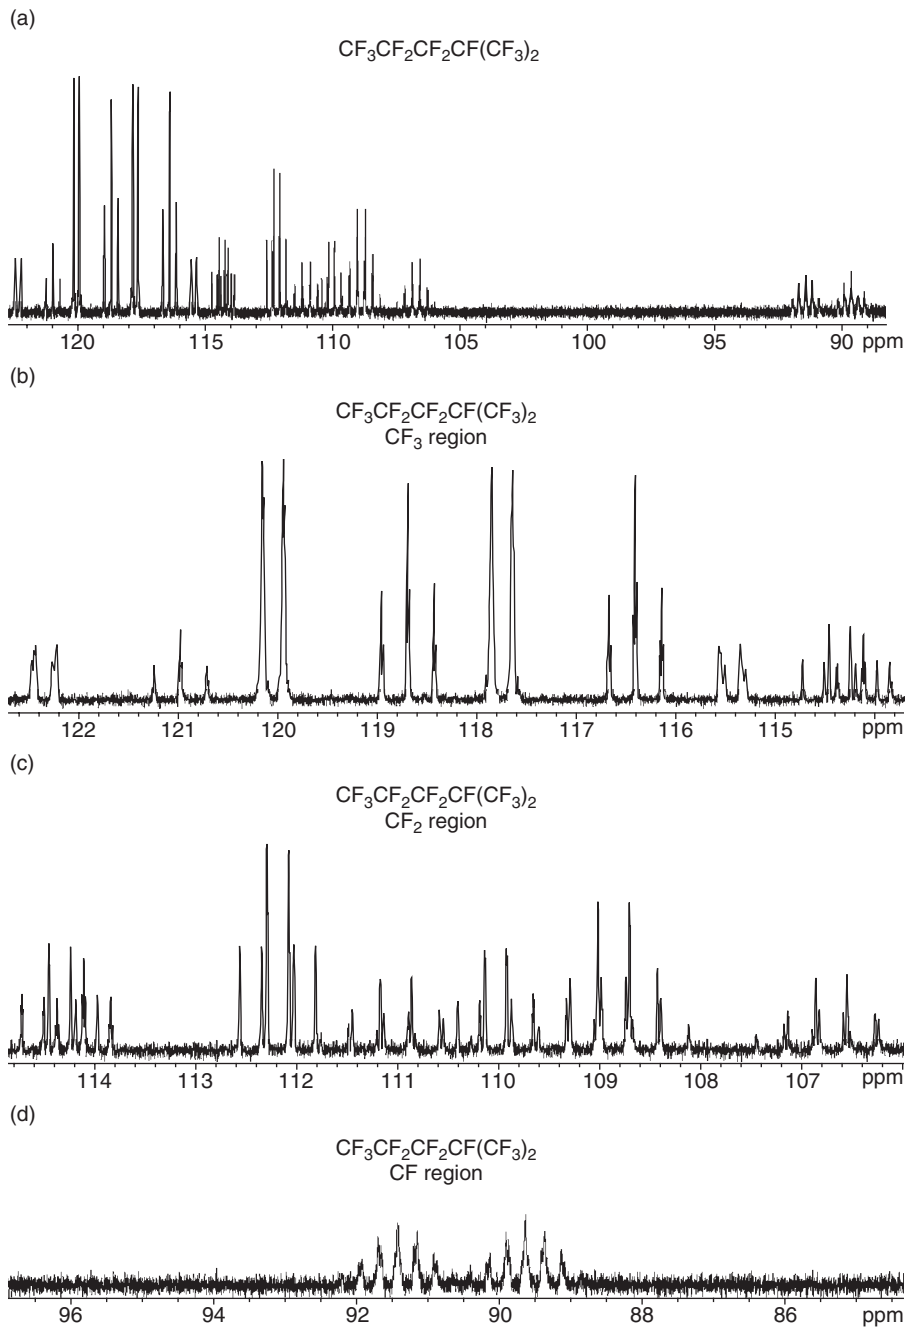 (a)
CF₃CF₂CF₂CF(CF₃)₂
120 115 110 105 100 95 90 ppm
(b)
CF₃CF₂CF₂CF(CF₃)₂
CF₃ region
122 121 120 119 118 117 116 115 ppm
(c)
CF₃CF₂CF₂CF(CF₃)₂
CF₂ region
114 113 112 111 110 109 108 107 ppm
(d)
CF₃CF₂CF₂CF(CF₃)₂
CF region
96 94 92 90 88 86 ppm